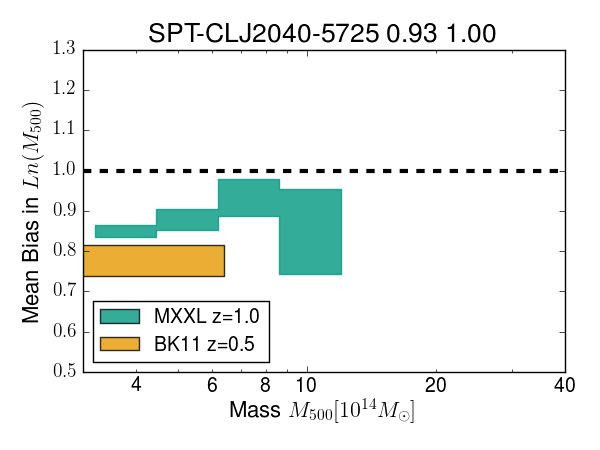 SPT-CLJ2040-5725 0.93 1.00
1.3
1.2
1.1
1.0
0.9
0.8
0.7
0.6
0.5
Mean Bias in Ln(M500)
MXXL z=1.0
BK11 z=0.5
4 6 8 10 20 40
Mass M500[10^14 M⊙]